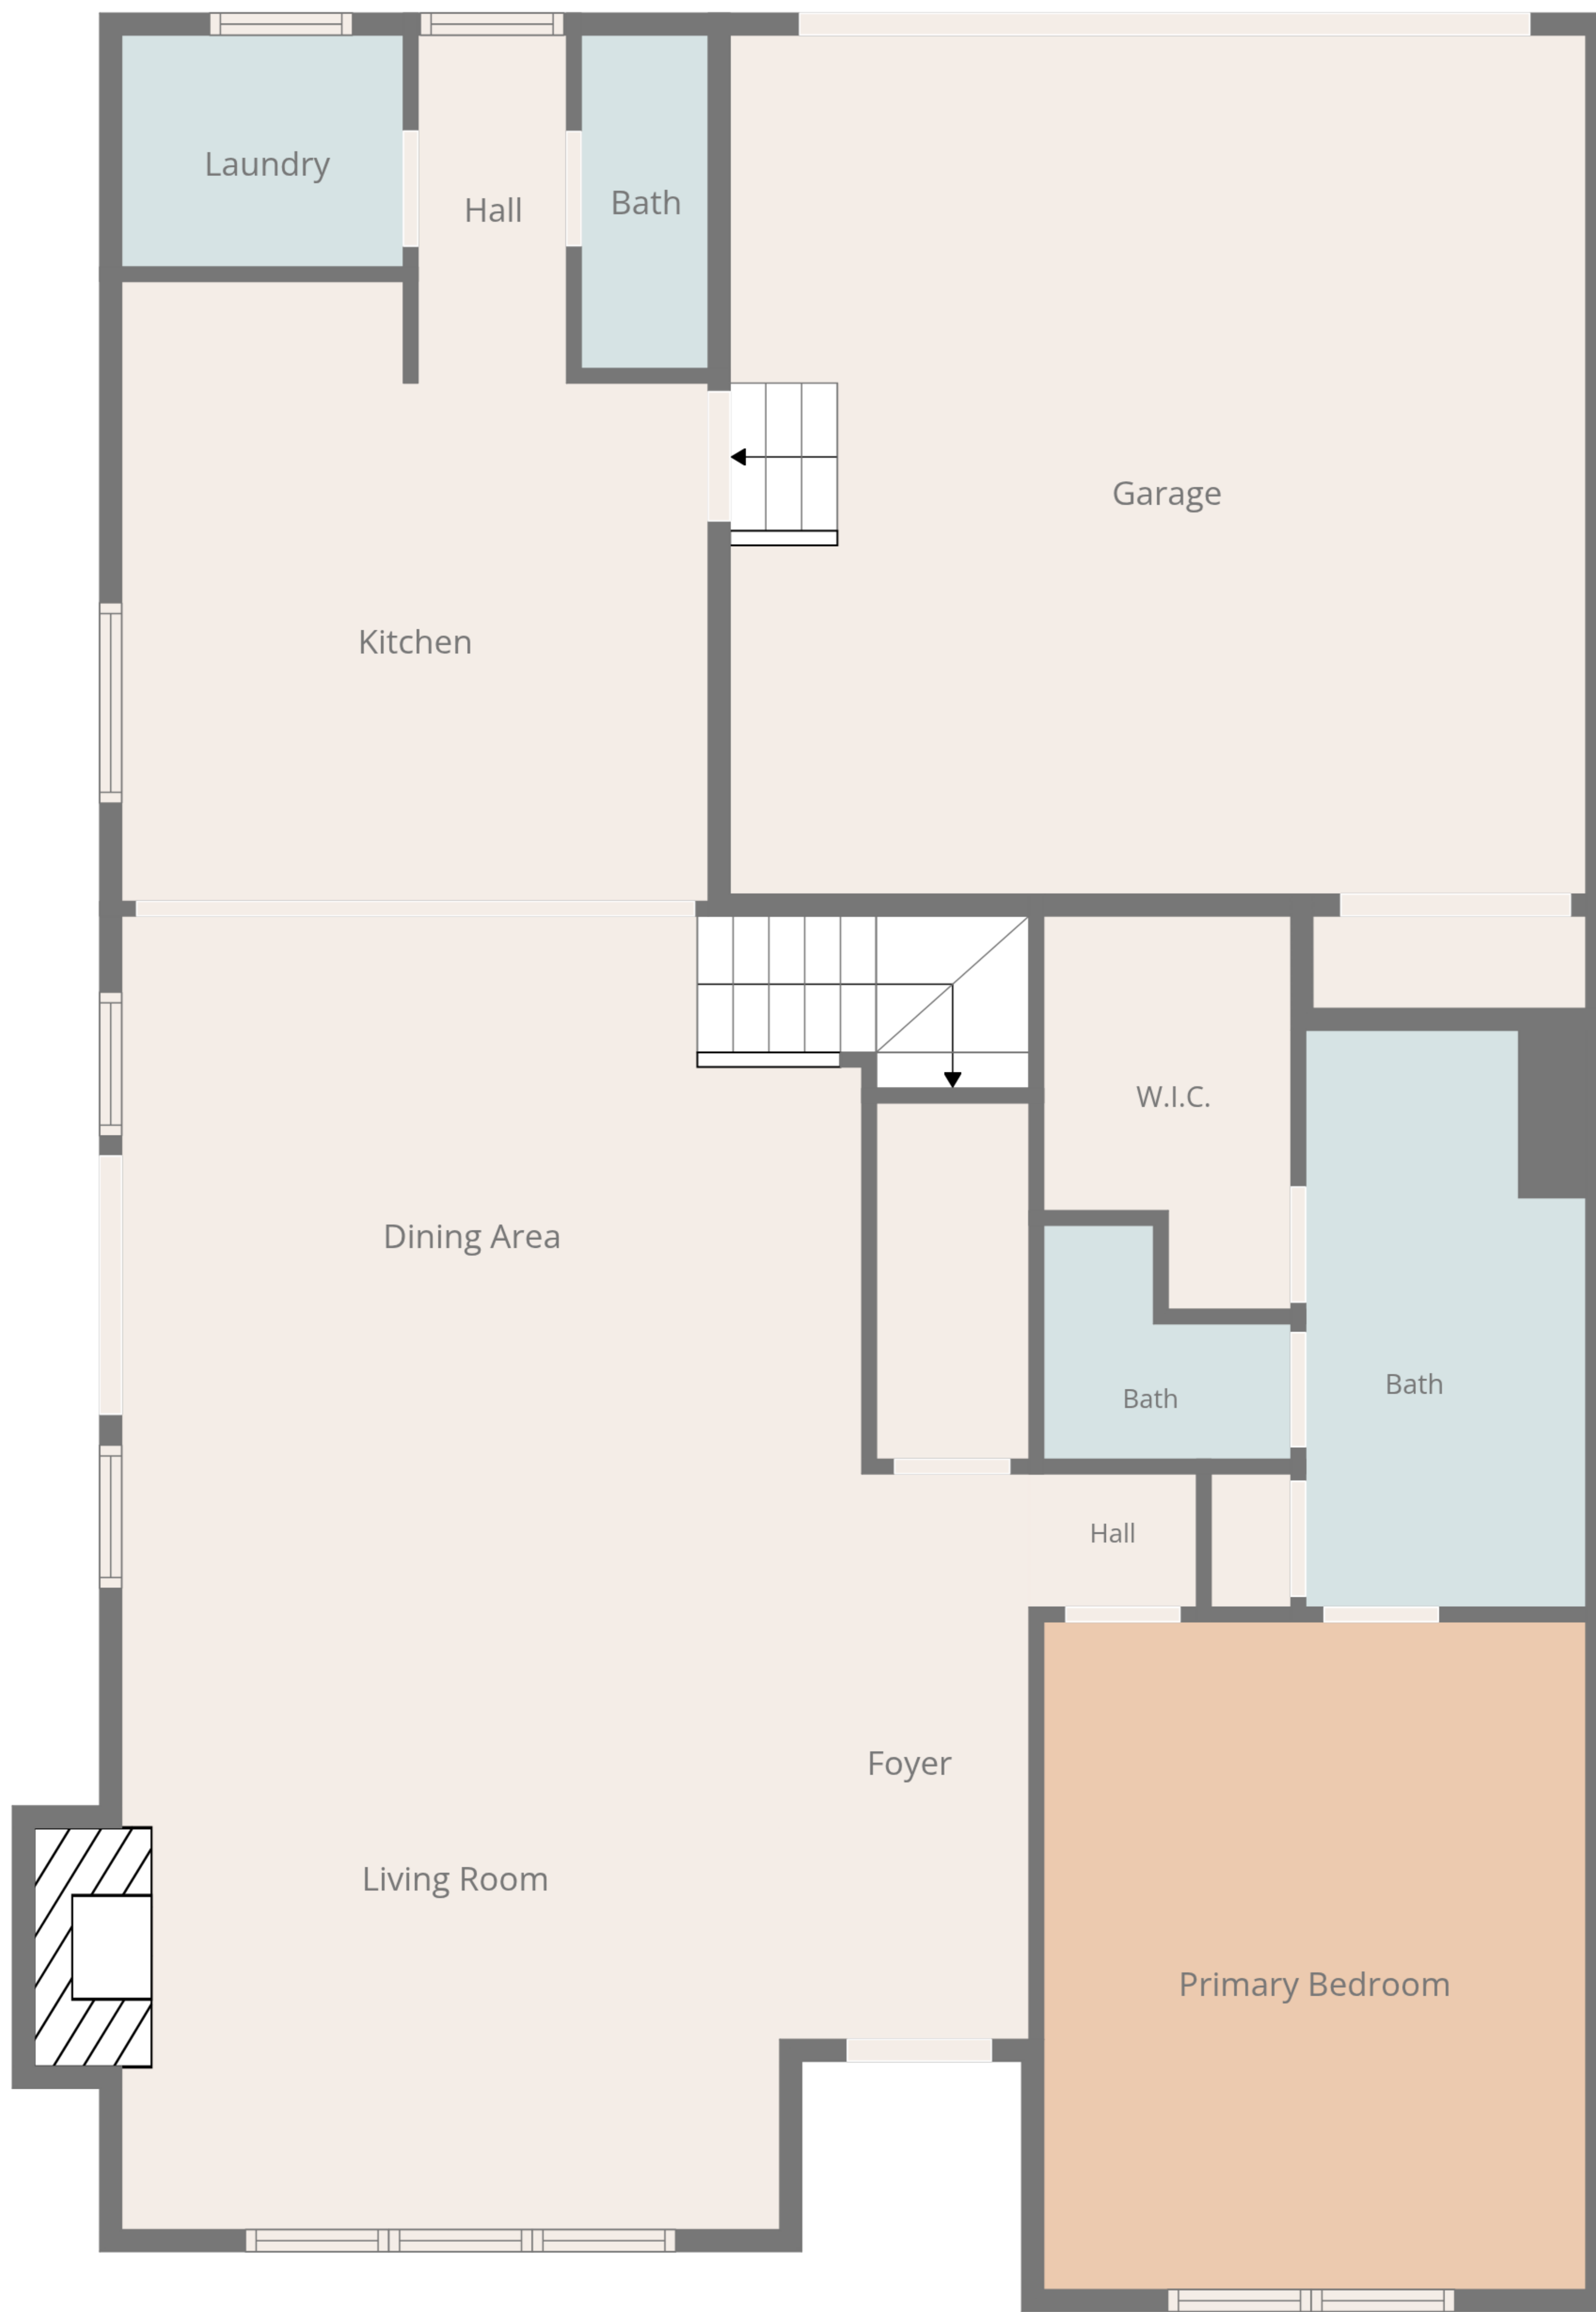 Laundry
Hall
Bath
Garage
Kitchen
W.I.C.
Dining Area
Bath
Bath
Hall
Foyer
Living Room
Primary Bedroom